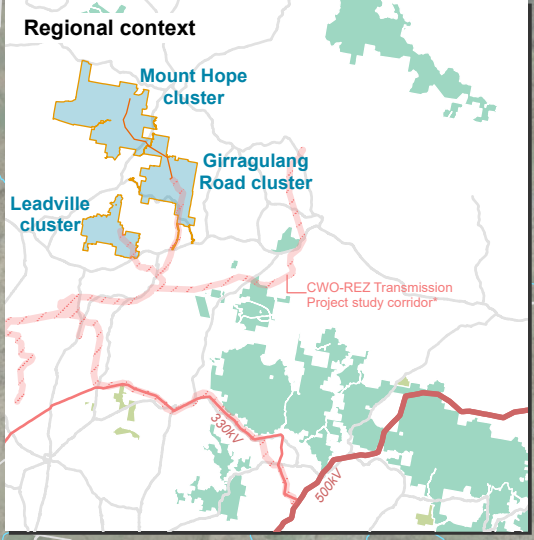 Regional context
Mount Hope
cluster
Girragulang
Road cluster
Leadville
cluster
CWO-REZ Transmission
Project study corridor*
330kV
500kV